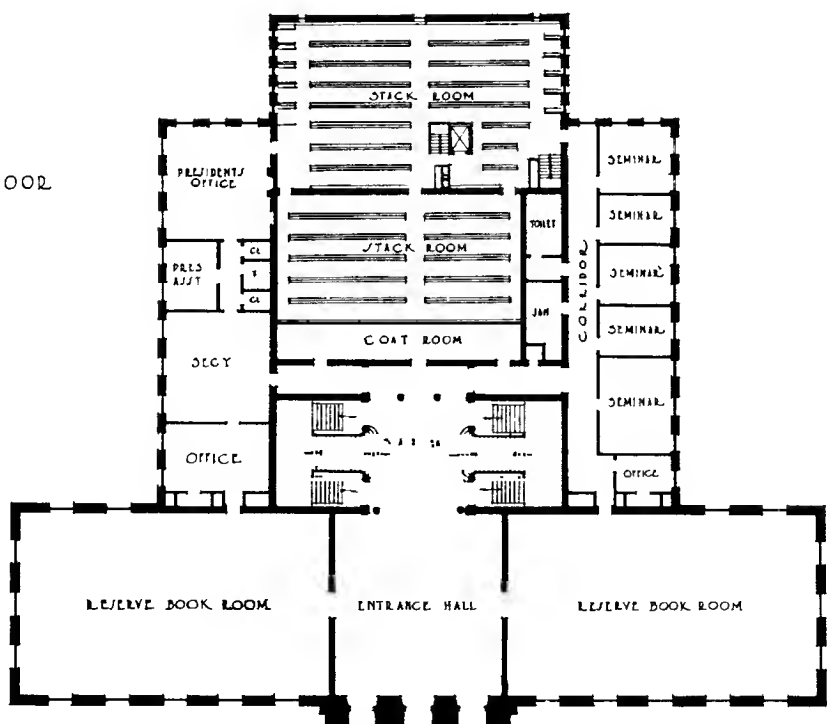 STACK ROOM
OOR
PRESIDENTS
OFFICE
SEMINAR
SEMINAR
STACK ROOM
TOILET
CL
T
CL
PRES
ASST
CORRIDOR
SEMINAR
JAN
SEMINAR
COAT ROOM
SECY
SEMINAR
OFFICE
OFFICE
RESERVE BOOK ROOM
ENTRANCE HALL
RESERVE BOOK ROOM